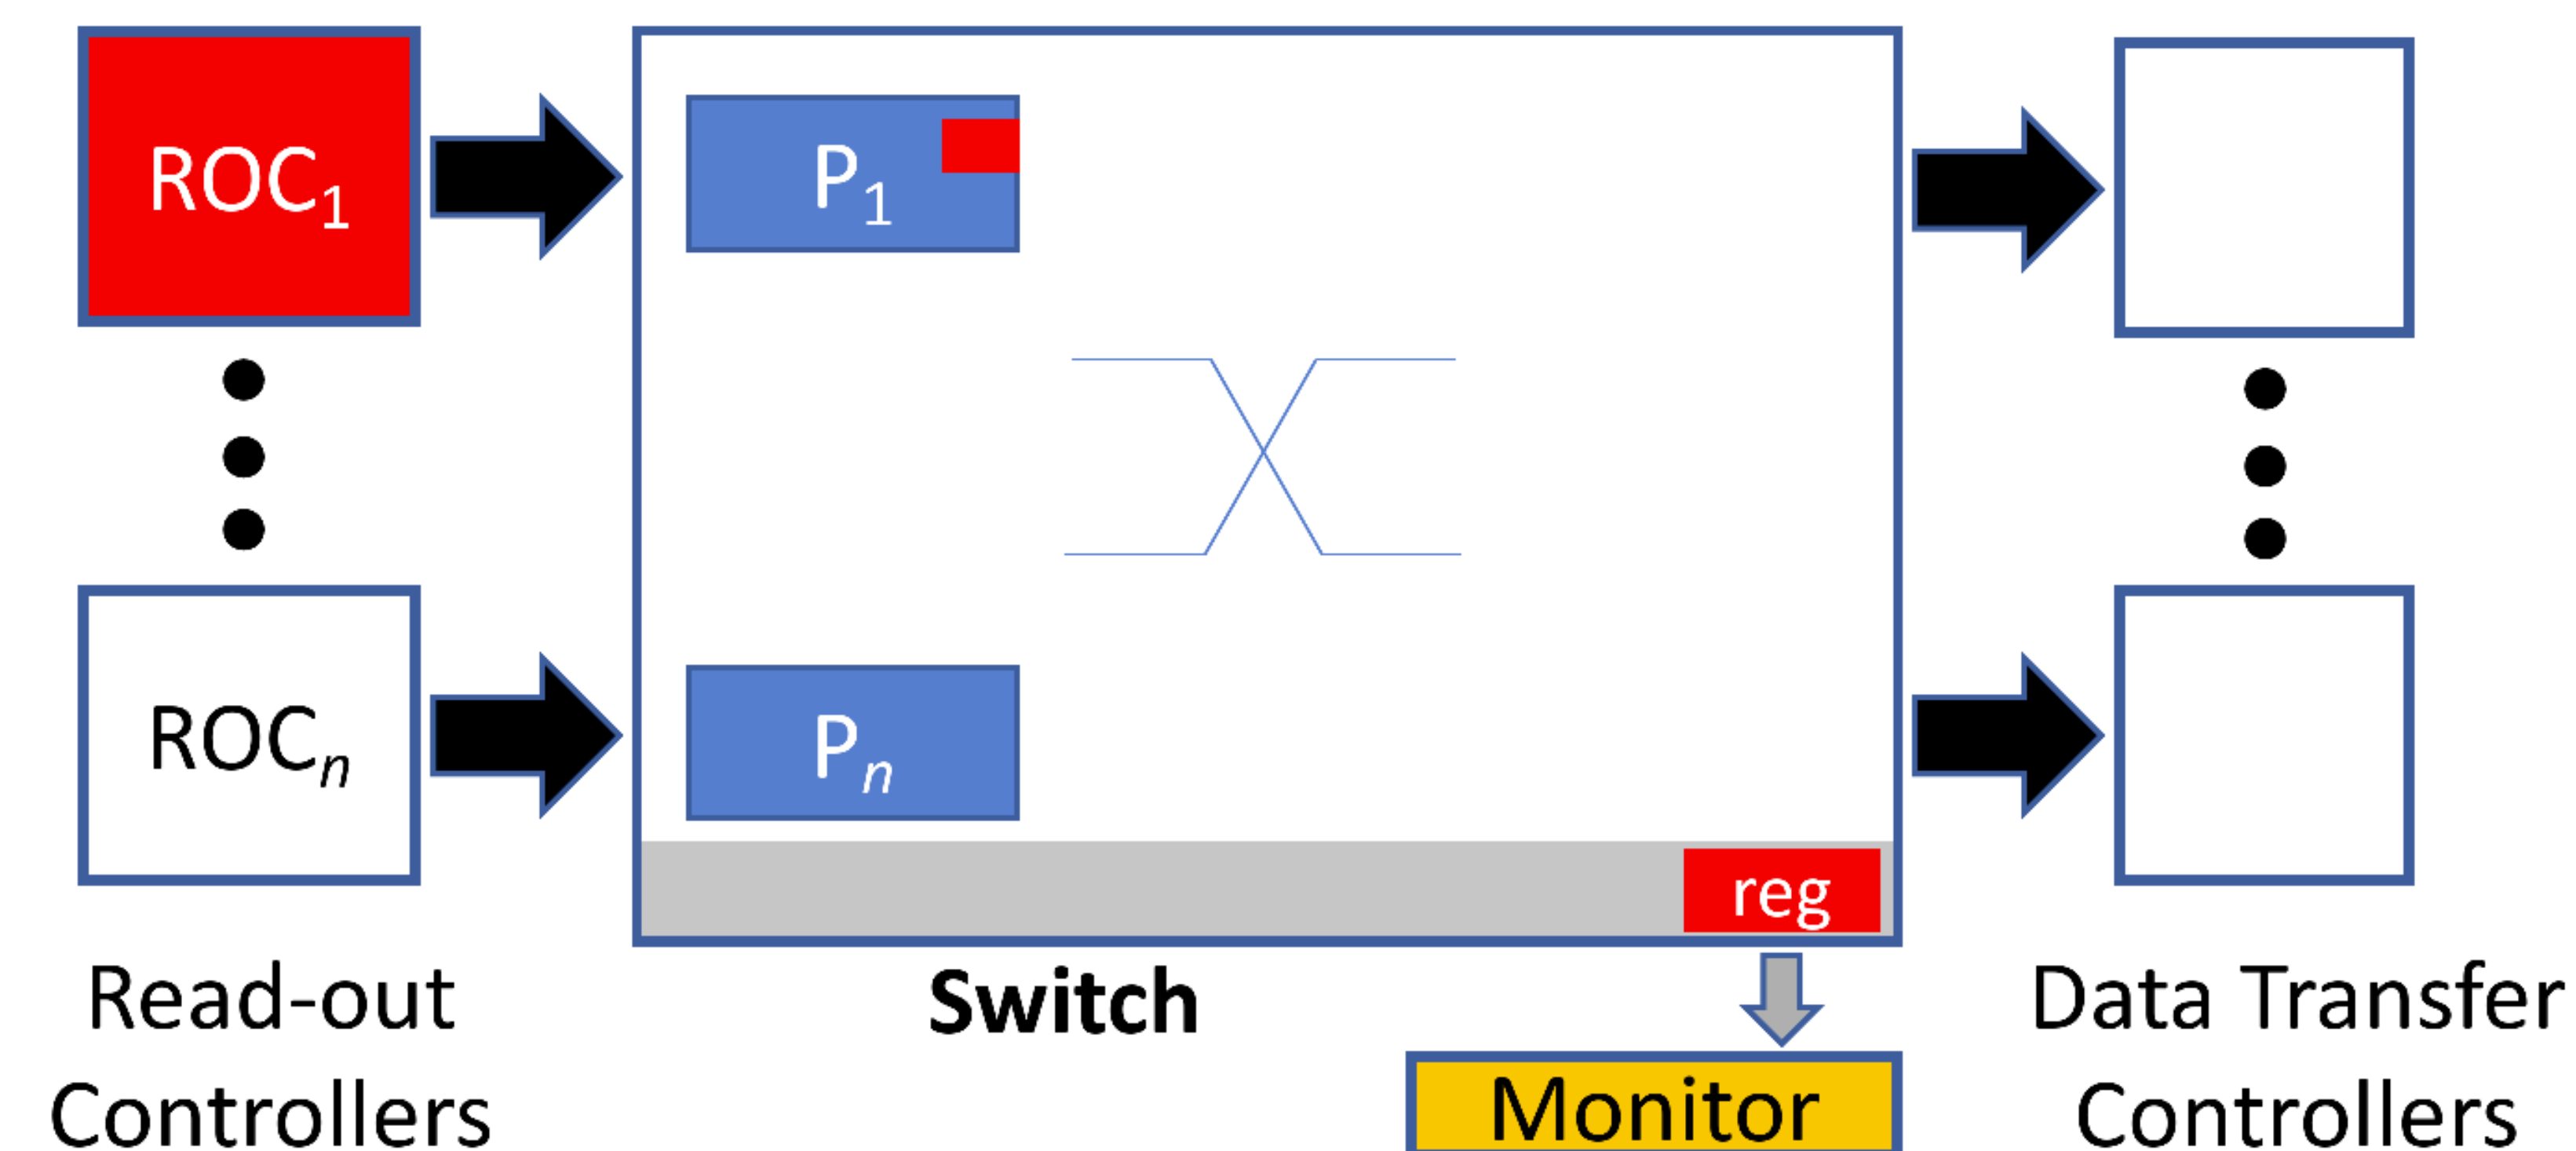 ROC₁
P₁
ROCₙ
Pₙ
reg
Read-out
Controllers
Switch
Monitor
Data Transfer
Controllers